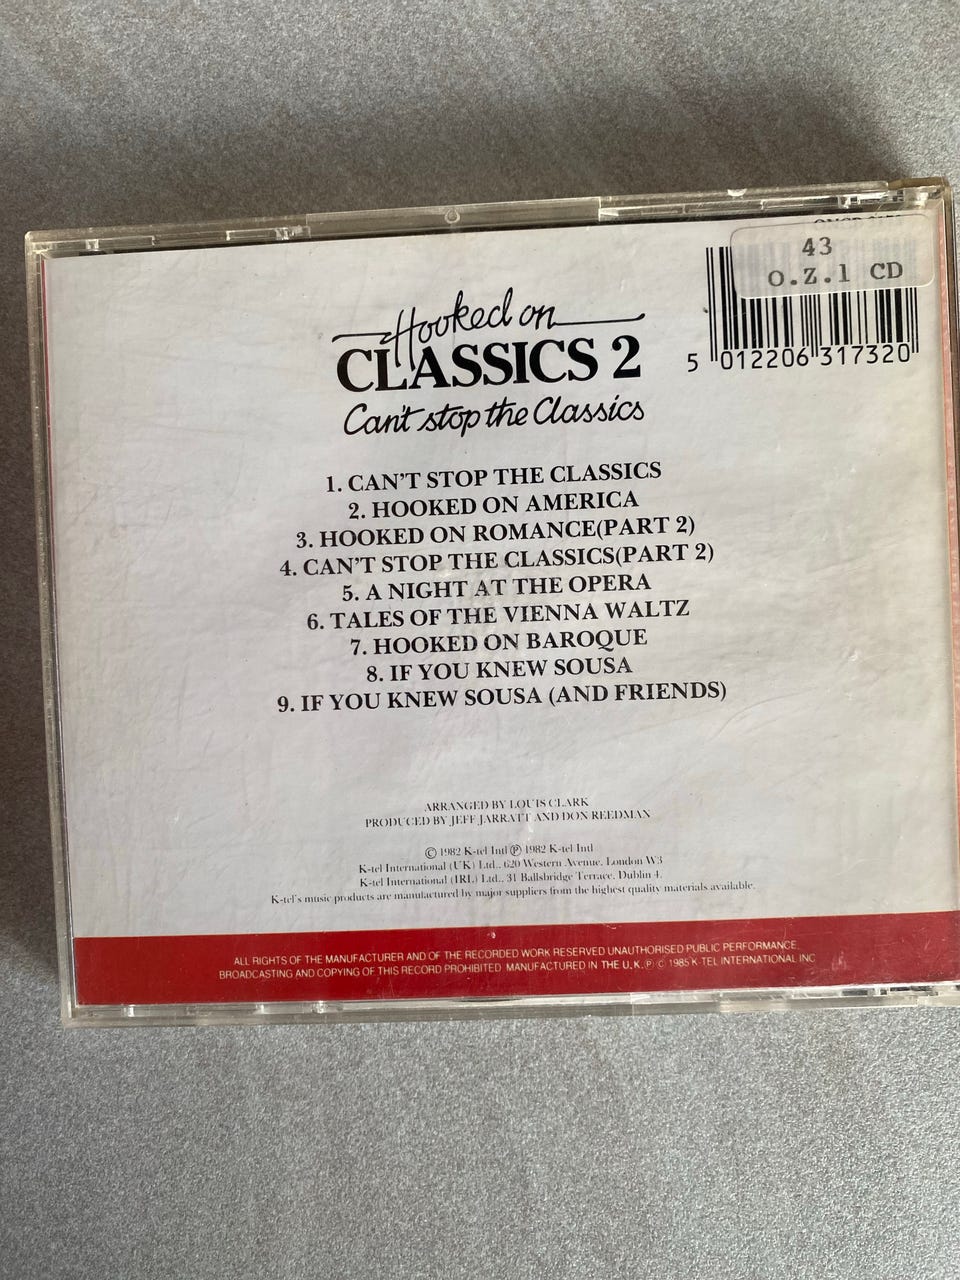 43
O.Z.1 CD
5 012206 317320
Hooked on
CLASSICS 2
Can't stop the Classics
1. CAN'T STOP THE CLASSICS
2. HOOKED ON AMERICA
3. HOOKED ON ROMANCE(PART 2)
4. CAN'T STOP THE CLASSICS(PART 2)
5. A NIGHT AT THE OPERA
6. TALES OF THE VIENNA WALTZ
7. HOOKED ON BAROQUE
8. IF YOU KNEW SOUSA
9. IF YOU KNEW SOUSA (AND FRIENDS)
ARRANGED BY LOUIS CLARK
PRODUCED BY JEFF JARRATT AND DON REEDMAN
© 1982 K-tel Intl ℗ 1982 K-tel Intl
K-tel International (UK) Ltd., 620 Western Avenue, London W3
K-tel International (IRL) Ltd., 31 Ballsbridge Terrace, Dublin 4.
K-tel's music products are manufactured by major suppliers from the highest quality materials available.
ALL RIGHTS OF THE MANUFACTURER AND OF THE RECORDED WORK RESERVED UNAUTHORISED PUBLIC PERFORMANCE.
BROADCASTING AND COPYING OF THIS RECORD PROHIBITED MANUFACTURED IN THE U.K. ℗ © 1985 K-TEL INTERNATIONAL INC